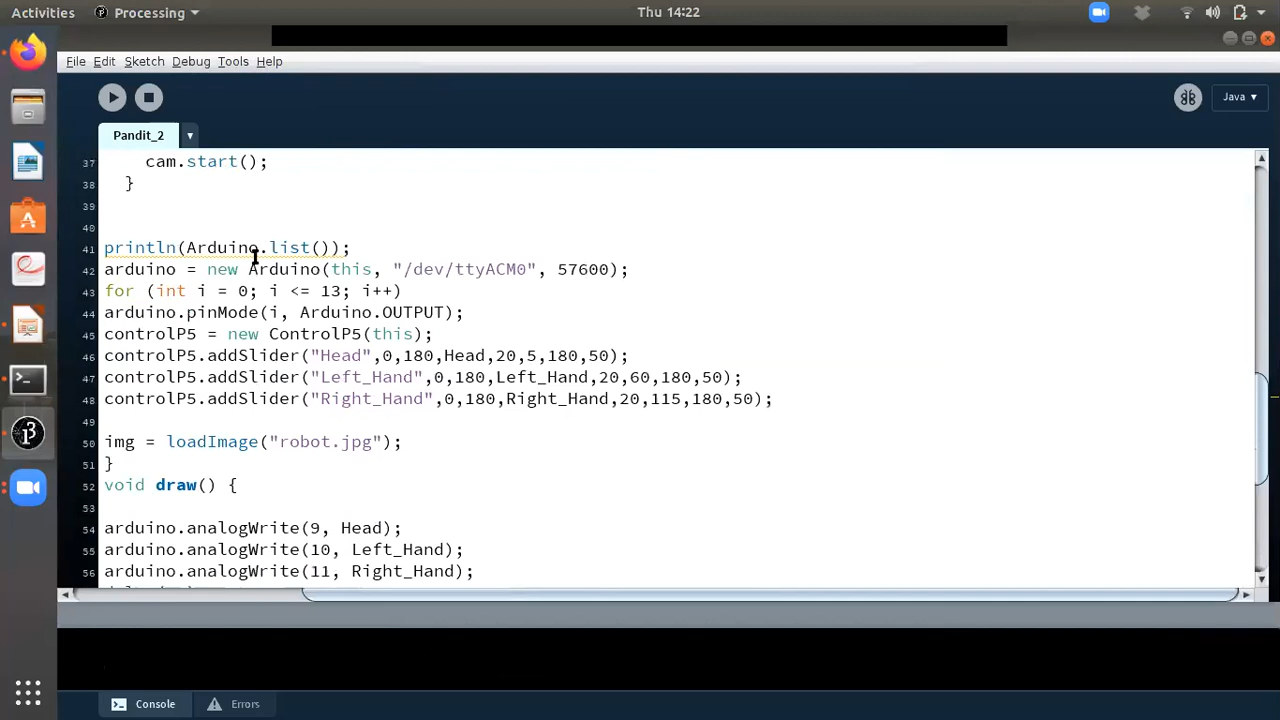 Activities
Processing
Thu 14:22
File Edit Sketch Debug Tools Help
Java
Pandit_2
37 cam.start();
38 }
39
40
41 println(Arduino.list());
42 arduino = new Arduino(this, "/dev/ttyACM0", 57600);
43 for (int i = 0; i <= 13; i++)
44 arduino.pinMode(i, Arduino.OUTPUT);
45 controlP5 = new ControlP5(this);
46 controlP5.addSlider("Head",0,180,Head,20,5,180,50);
47 controlP5.addSlider("Left_Hand",0,180,Left_Hand,20,60,180,50);
48 controlP5.addSlider("Right_Hand",0,180,Right_Hand,20,115,180,50);
49
50 img = loadImage("robot.jpg");
51 }
52 void draw() {
53
54 arduino.analogWrite(9, Head);
55 arduino.analogWrite(10, Left_Hand);
56 arduino.analogWrite(11, Right_Hand);
Console
Errors